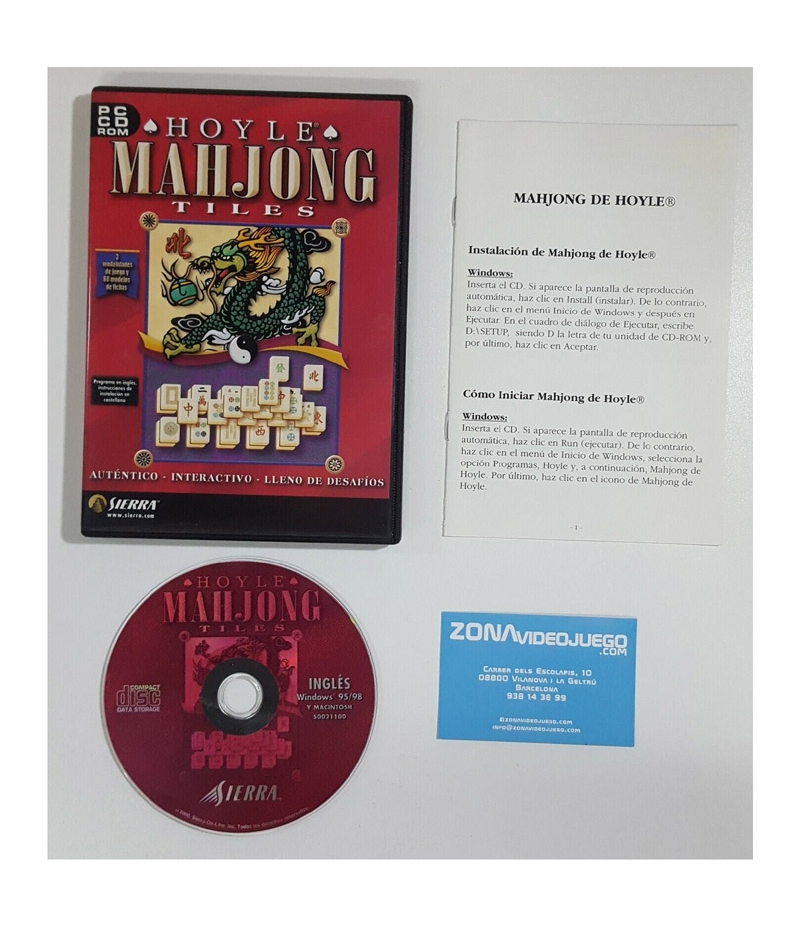 PC
CD
ROM
HOYLE®
MAHJONG
TILES
北
3
modalidades
de juego y
68 modelos
de fichas
Programa en inglés,
instrucciones de
instalación en
castellano
AUTÉNTICO - INTERACTIVO - LLENO DE DESAFÍOS
SIERRA™
www.sierra.com
MAHJONG DE HOYLE®
Instalación de Mahjong de Hoyle®
Windows:
Inserta el CD. Si aparece la pantalla de reproducción
automática, haz clic en Install (instalar). De lo contrario,
haz clic en el menú Inicio de Windows y después en
Ejecutar. En el cuadro de diálogo de Ejecutar, escribe
D:\SETUP, siendo D la letra de tu unidad de CD-ROM y,
por último, haz clic en Aceptar.
Cómo Iniciar Mahjong de Hoyle®
Windows:
Inserta el CD. Si aparece la pantalla de reproducción
automática, haz clic en Run (ejecutar). De lo contrario,
haz clic en el menú de Inicio de Windows, selecciona la
opción Programas, Hoyle y, a continuación, Mahjong de
Hoyle. Por último, haz clic en el icono de Mahjong de
Hoyle.
- 1 -
HOYLE
MAHJONG
TILES
COMPACT
disc
DATA STORAGE
INGLÉS
Windows® 95/98
Y MACINTOSH
S0021100
SIERRA™
ZONAVIDEOJUEGO
.COM
CARRER DELS ESCOLAPIS, 10
08800 VILANOVA I LA GELTRÚ
BARCELONA
938 14 38 99
@ZONAVIDEOJUEGO.COM
INFO@ZONAVIDEOJUEGO.COM